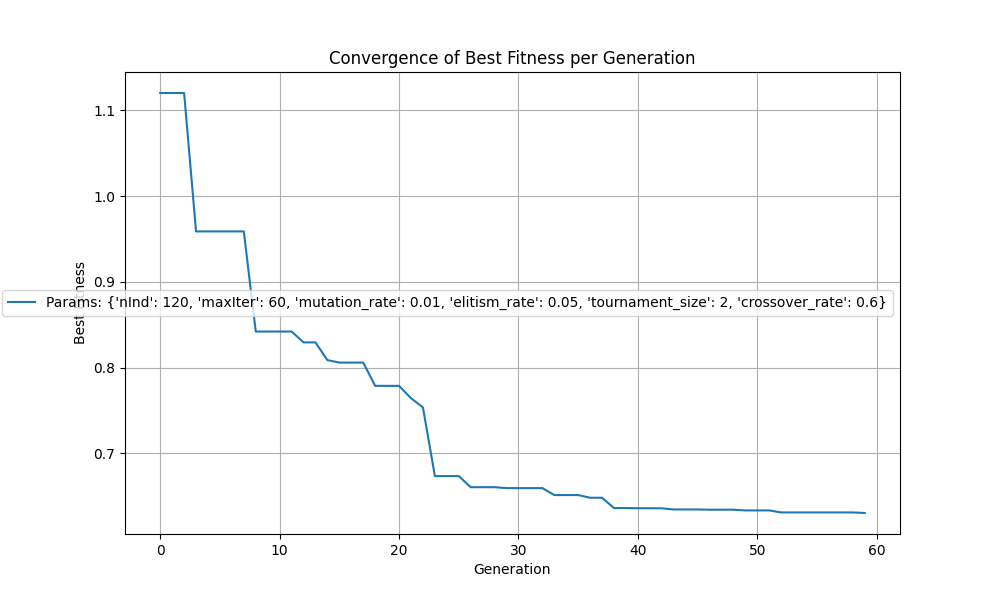 Convergence of Best Fitness per Generation
1.1
1.0
0.9
0.8
0.7
Best
Params: {'nInd': 120, 'maxIter': 60, 'mutation_rate': 0.01, 'elitism_rate': 0.05, 'tournament_size': 2, 'crossover_rate': 0.6}
0 10 20 30 40 50 60
Generation